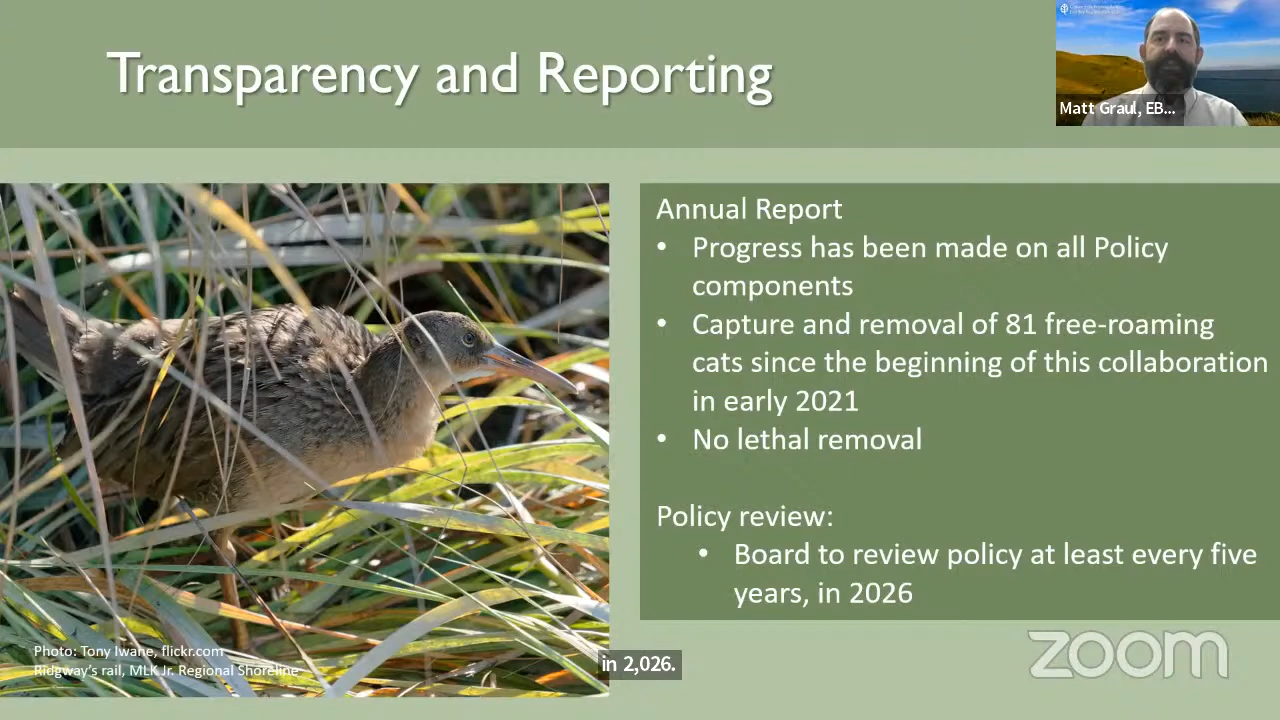 Transparency and Reporting
Matt Graul, EB...
Annual Report
• Progress has been made on all Policy
components
• Capture and removal of 81 free-roaming
cats since the beginning of this collaboration
in early 2021
• No lethal removal
Policy review:
• Board to review policy at least every five
years, in 2026
Photo: Tony Iwane, flickr.com
Ridgway's rail, MLK Jr. Regional Shoreline
in 2,026.
zoom